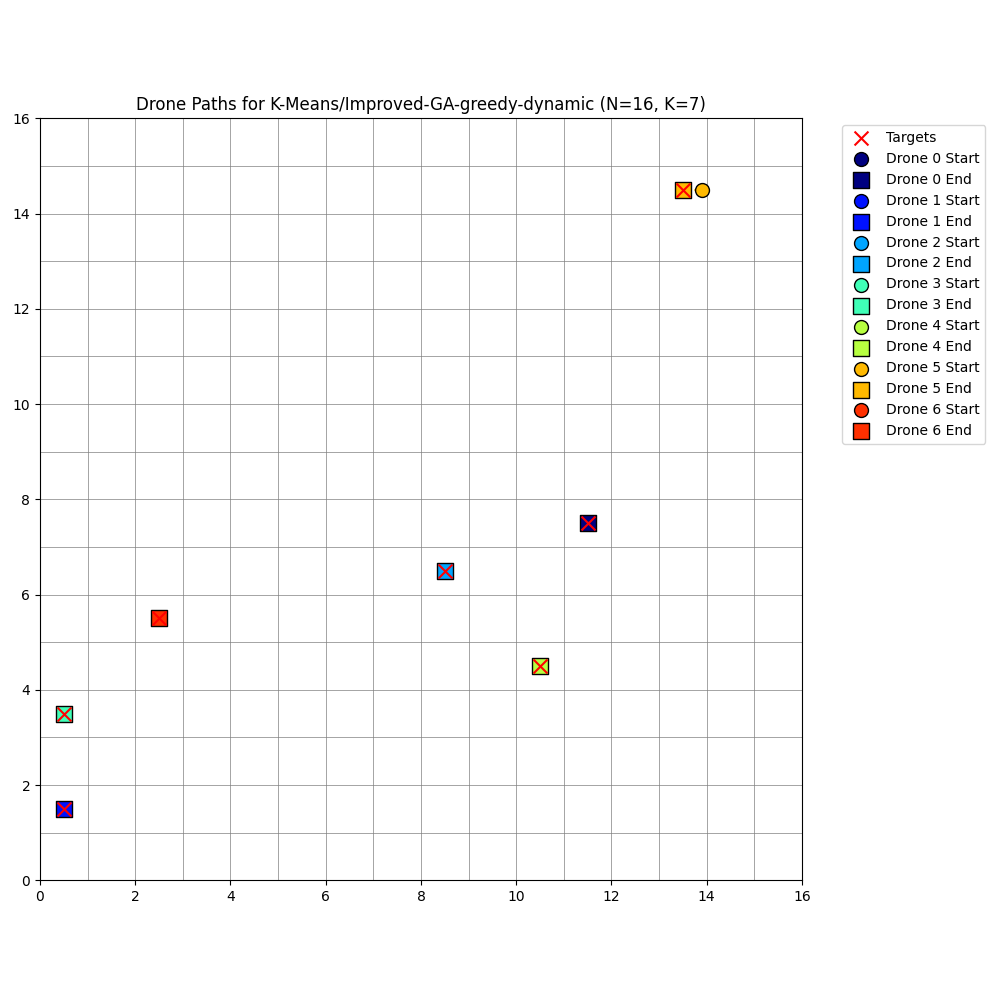 Drone Paths for K-Means/Improved-GA-greedy-dynamic (N=16, K=7)
16
14
12
10
8
6
4
2
0
0 2 4 6 8 10 12 14 16
Targets
Drone 0 Start
Drone 0 End
Drone 1 Start
Drone 1 End
Drone 2 Start
Drone 2 End
Drone 3 Start
Drone 3 End
Drone 4 Start
Drone 4 End
Drone 5 Start
Drone 5 End
Drone 6 Start
Drone 6 End